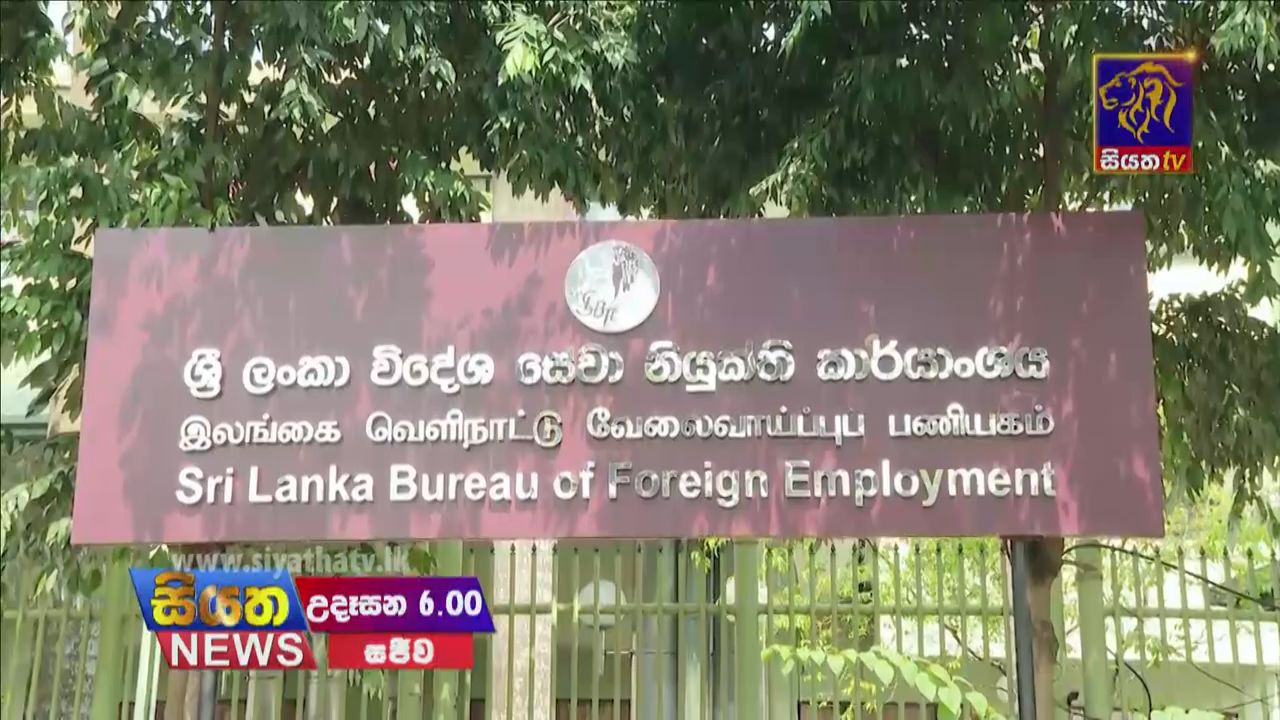 සියත tv
ශ්‍රී ලංකා විදේශ සේවා නියුක්ති කාර්යාංශය
இலங்கை வெளிநாட்டு வேலைவாய்ப்புப் பணியகம்
Sri Lanka Bureau of Foreign Employment
www.siyathatv.lk
සියත
NEWS
උදෑසන 6.00
සජීව